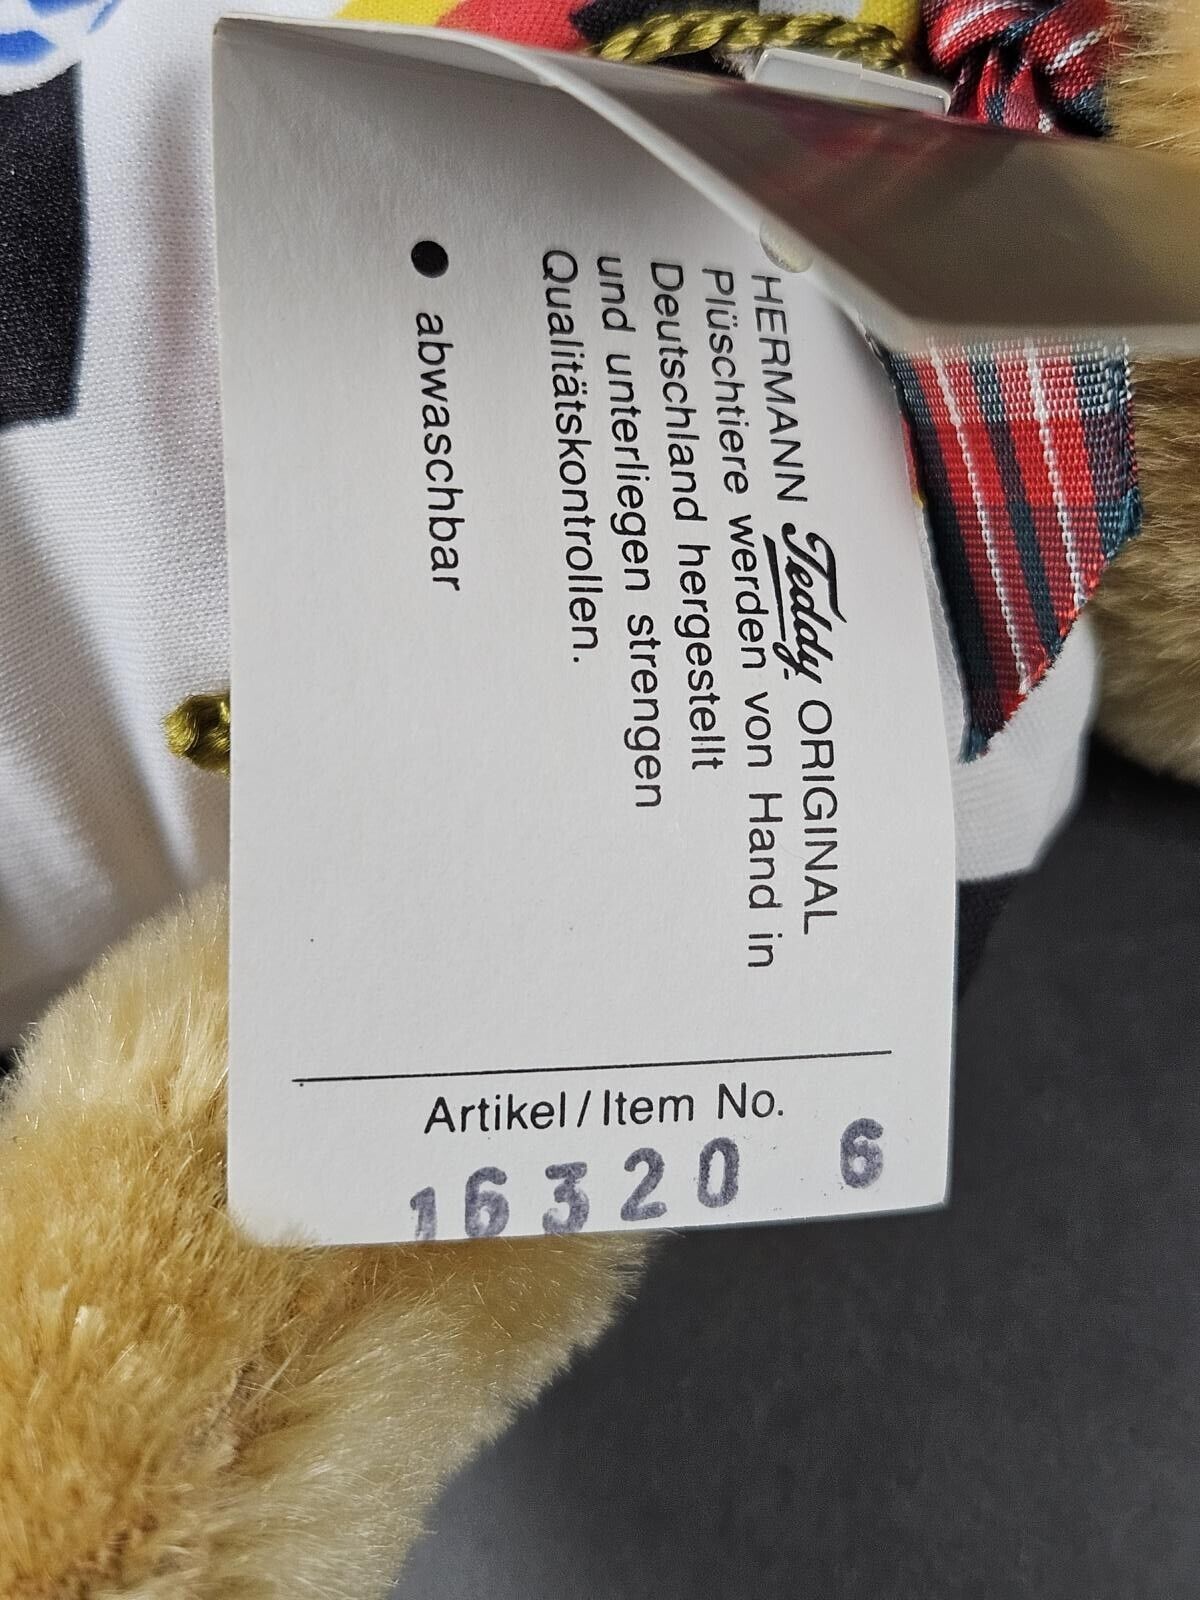 HERMANN Teddy ORIGINAL
Plüschtiere werden von Hand in
Deutschland hergestellt
und unterliegen strengen
Qualitätskontrollen.
● abwaschbar
Artikel/Item No.
16320 6